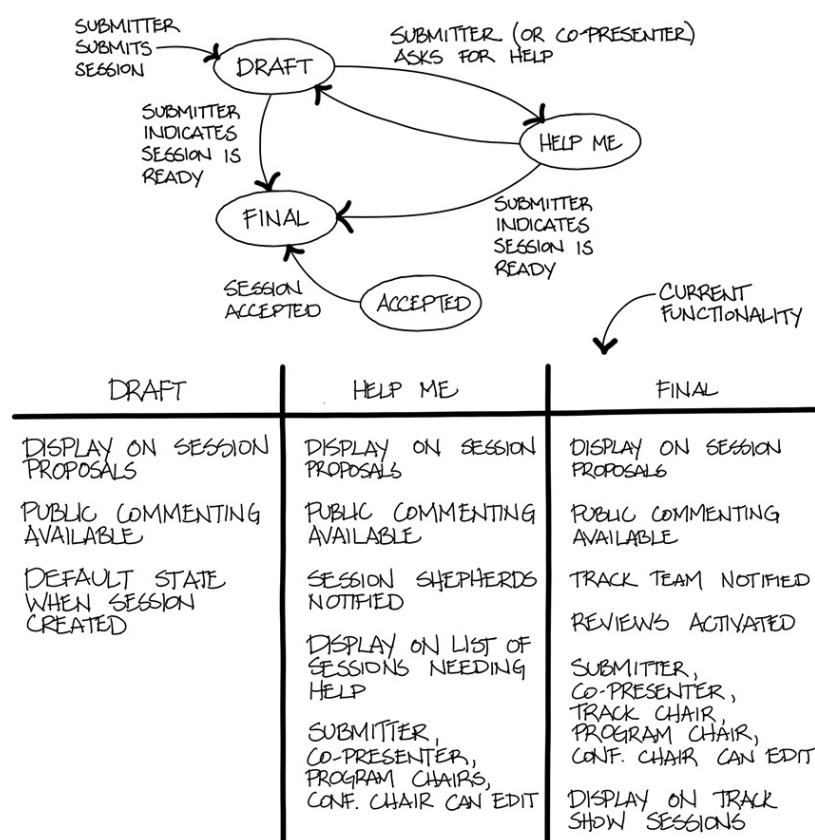 SUBMITTER
SUBMITS
SESSION
DRAFT
SUBMITTER (OR CO-PRESENTER)
ASKS FOR HELP
SUBMITTER
INDICATES
SESSION IS
READY
HELP ME
FINAL
SUBMITTER
INDICATES
SESSION IS
READY
SESSION
ACCEPTED
ACCEPTED
CURRENT
FUNCTIONALITY
DRAFT
DISPLAY ON SESSION
PROPOSALS
PUBLIC COMMENTING
AVAILABLE
DEFAULT STATE
WHEN SESSION
CREATED
HELP ME
DISPLAY ON SESSION
PROPOSALS
PUBLIC COMMENTING
AVAILABLE
SESSION SHEPHERDS
NOTIFIED
DISPLAY ON LIST OF
SESSIONS NEEDING
HELP
SUBMITTER,
CO-PRESENTER,
PROGRAM CHAIRS,
CONF. CHAIR CAN EDIT
FINAL
DISPLAY ON SESSION
PROPOSALS
PUBLIC COMMENTING
AVAILABLE
TRACK TEAM NOTIFIED
REVIEWS ACTIVATED
SUBMITTER,
CO-PRESENTER,
TRACK CHAIR,
PROGRAM CHAIR,
CONF. CHAIR CAN EDIT
DISPLAY ON TRACK
SHOW SESSIONS